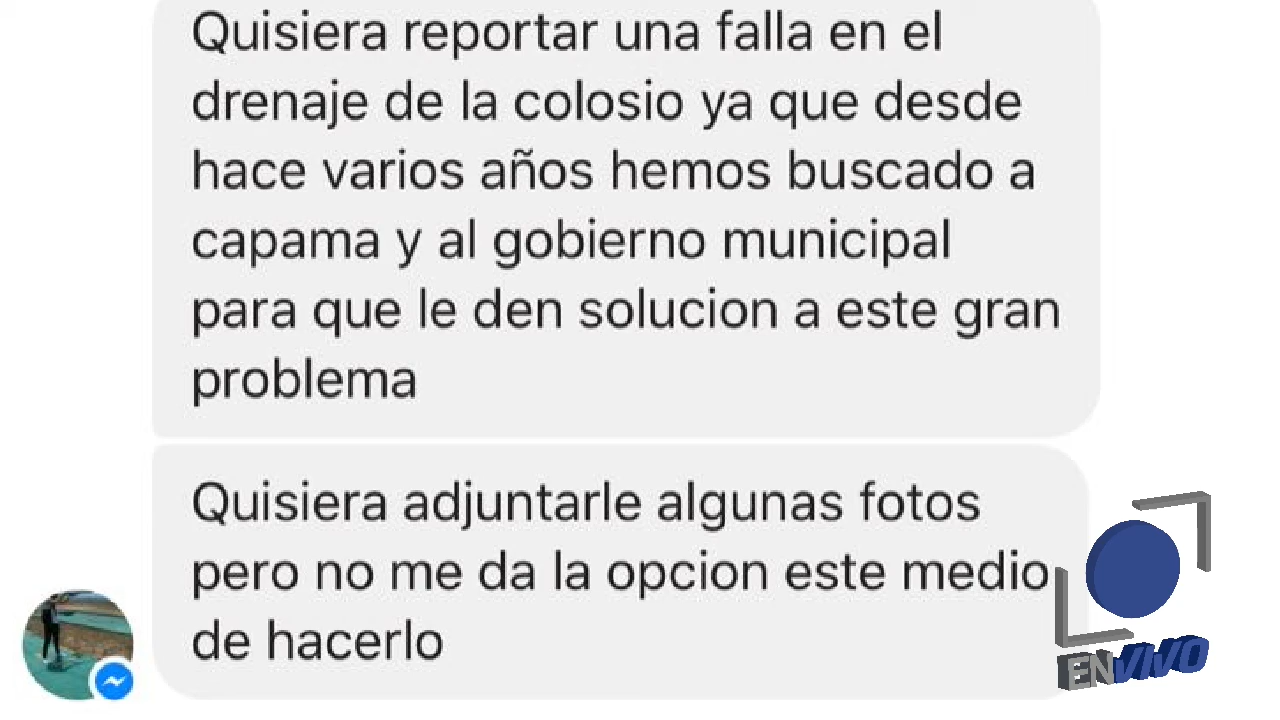 Quisiera reportar una falla en el
drenaje de la colosio ya que desde
hace varios años hemos buscado a
capama y al gobierno municipal
para que le den solucion a este gran
problema
Quisiera adjuntarle algunas fotos
pero no me da la opcion este medio
de hacerlo
ENVIVO